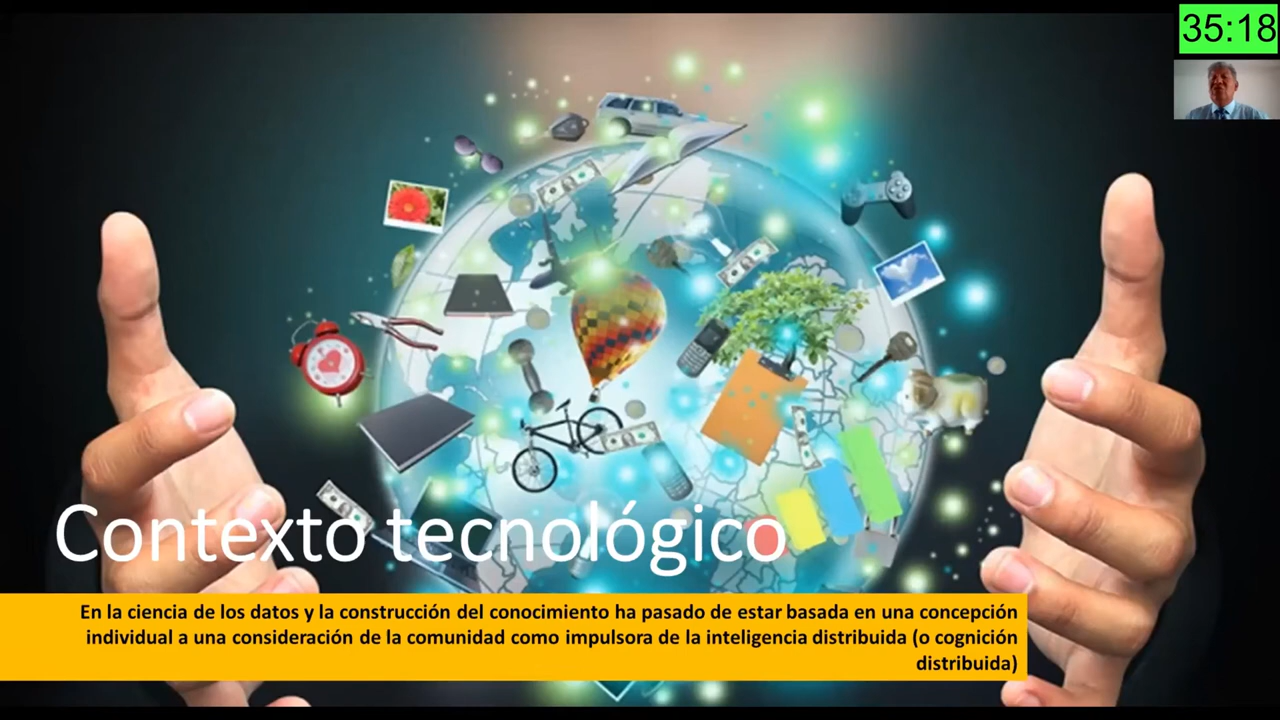 35:18
Contexto tecnológico
En la ciencia de los datos y la construcción del conocimiento ha pasado de estar basada en una concepción
individual a una consideración de la comunidad como impulsora de la inteligencia distribuida (o cognición
distribuida)